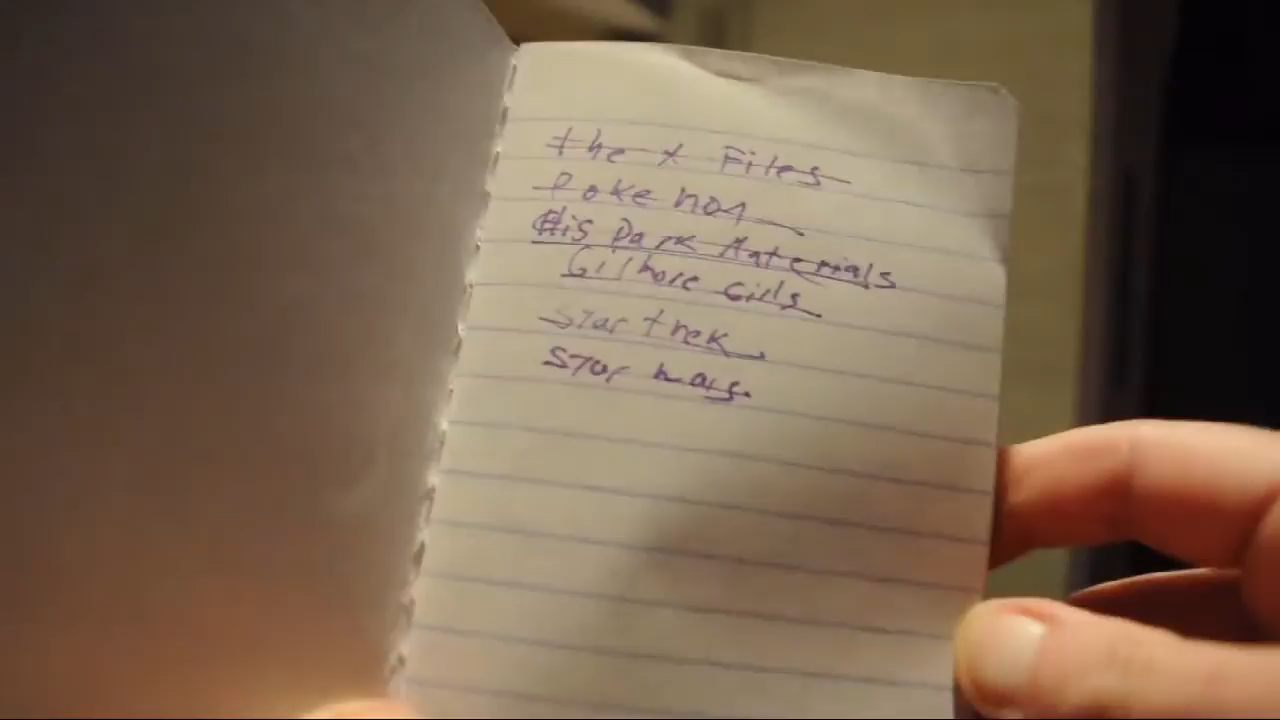 the X Files
Pokemon
His Dark Materials
Gilmore Girls
Star trek
Star wars